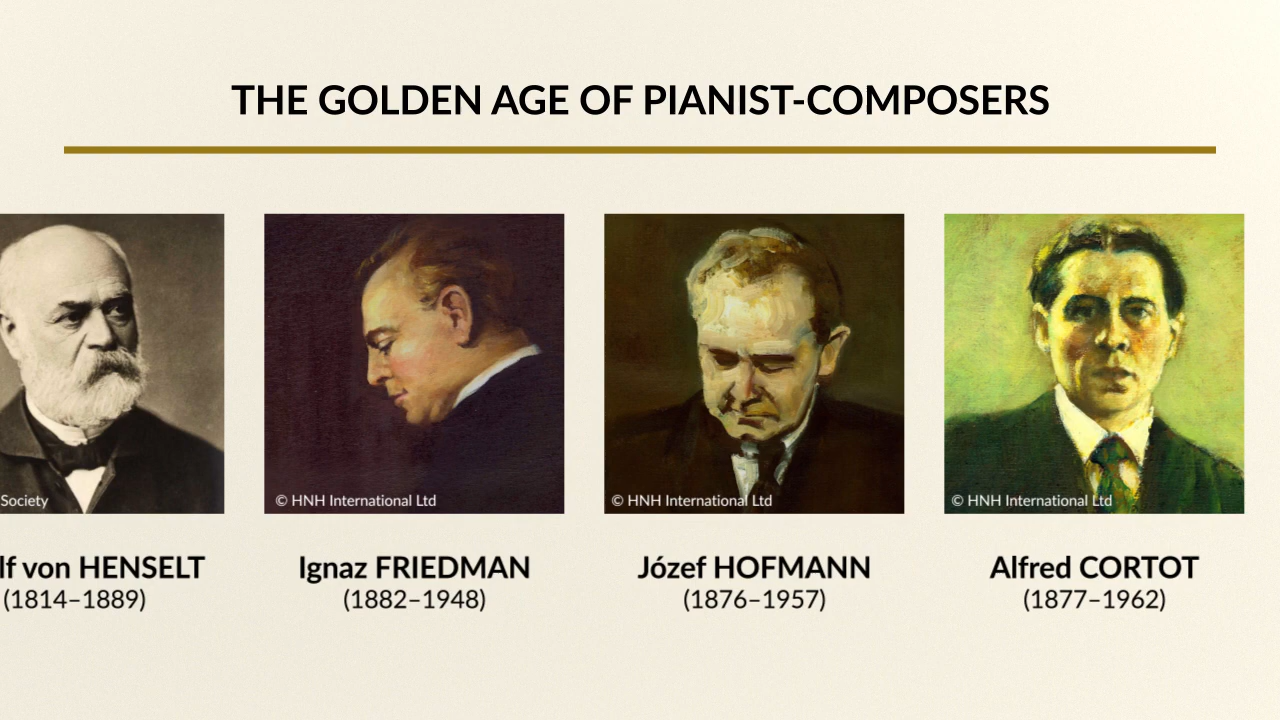 THE GOLDEN AGE OF PIANIST-COMPOSERS
Society
© HNH International Ltd
© HNH International Ltd
© HNH International Ltd
lf von HENSELT
(1814–1889)
Ignaz FRIEDMAN
(1882–1948)
Józef HOFMANN
(1876–1957)
Alfred CORTOT
(1877–1962)